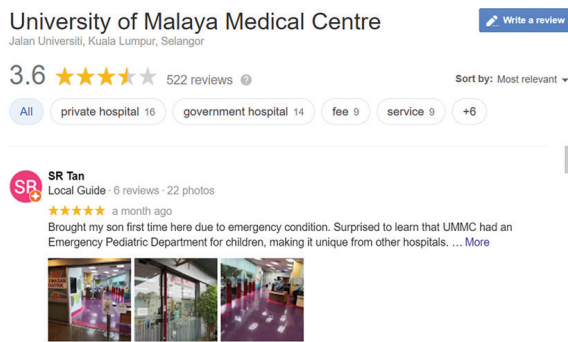 University of Malaya Medical Centre
Write a review
Jalan Universiti, Kuala Lumpur, Selangor
3.6 522 reviews ?
Sort by: Most relevant
All private hospital 16 government hospital 14 fee 9 service 9 +6
SR
SR Tan
Local Guide · 6 reviews · 22 photos
a month ago
Brought my son first time here due to emergency condition. Surprised to learn that UMMC had an
Emergency Pediatric Department for children, making it unique from other hospitals. … More